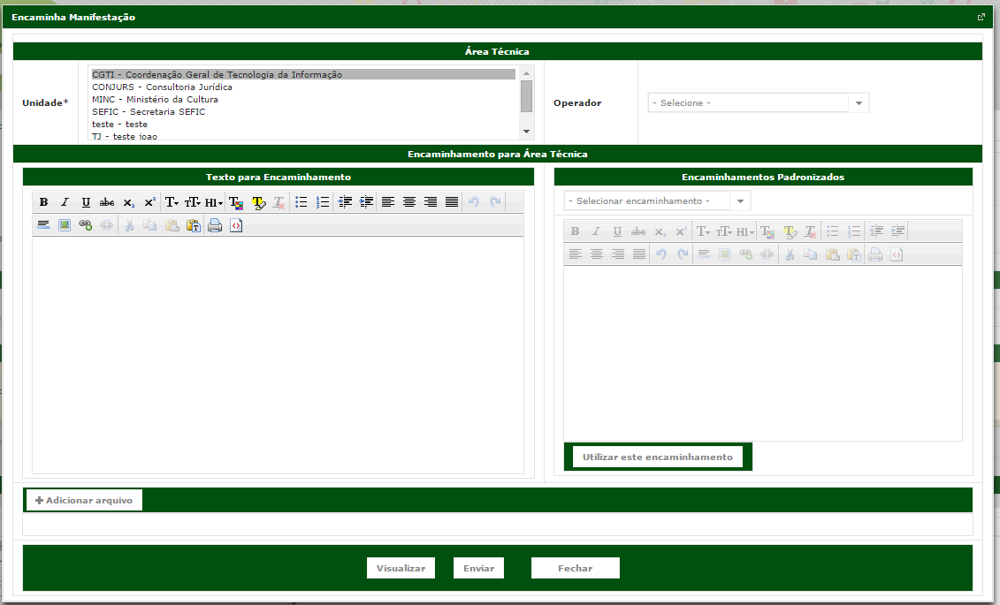 Encaminha Manifestação
Área Técnica
Unidade*
CGTI - Coordenação Geral de Tecnologia da Informação
CONJURS - Consultoria Jurídica
MINC - Ministério da Cultura
SEFIC - Secretaria SEFIC
teste - teste
TJ - teste joao
Operador
- Selecione -
Encaminhamento para Área Técnica
Texto para Encaminhamento
Encaminhamentos Padronizados
- Selecionar encaminhamento -
Utilizar este encaminhamento
Adicionar arquivo
Visualizar Enviar Fechar